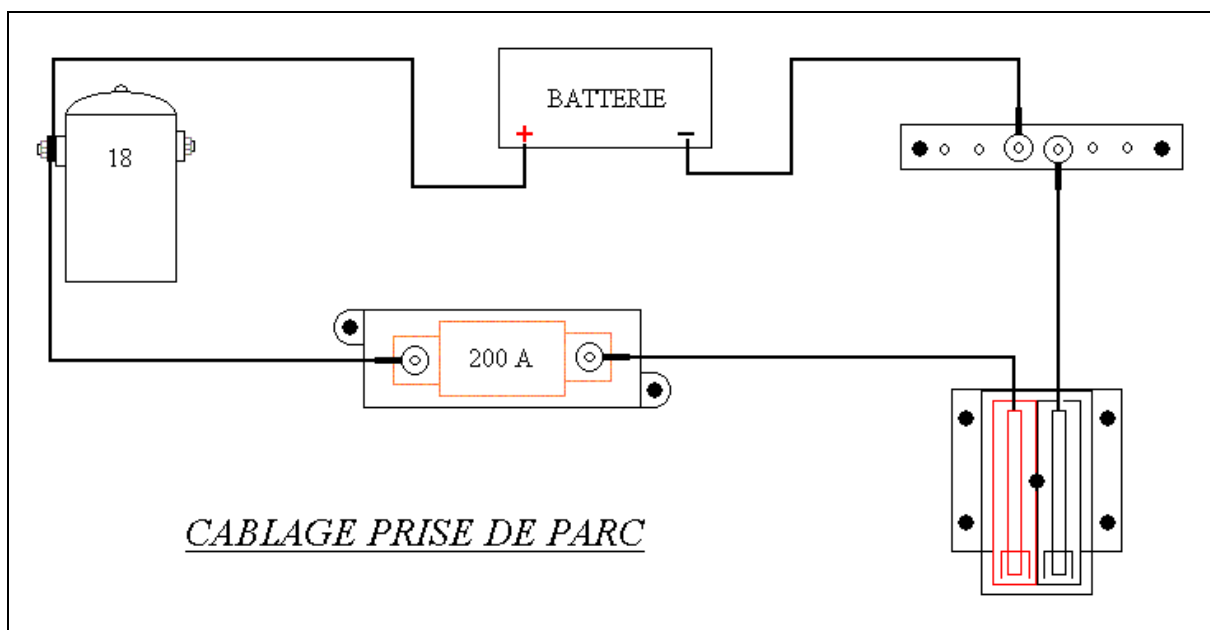 BATTERIE
+ −
18
200 A
CABLAGE PRISE DE PARC